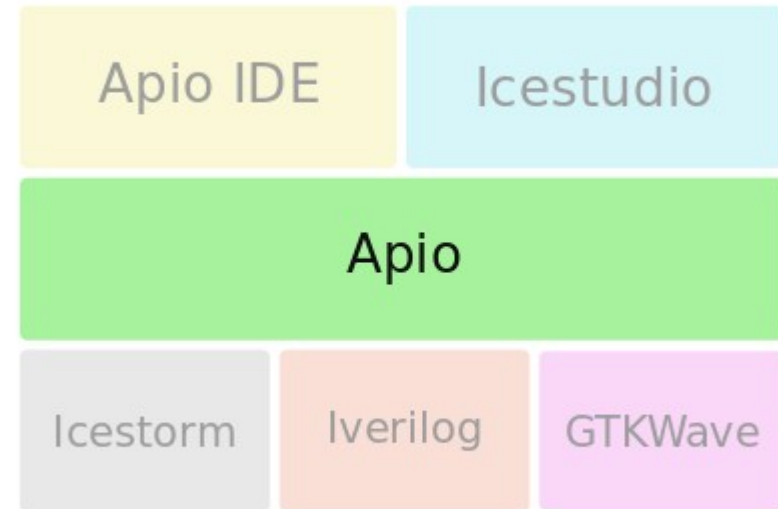 Apio IDE
Icestudio
Apio
Icestorm
Iverilog
GTKWave